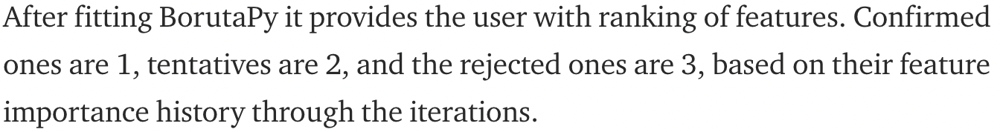 After fitting BorutaPy it provides the user with ranking of features. Confirmed
ones are 1, tentatives are 2, and the rejected ones are 3, based on their feature
importance history through the iterations.